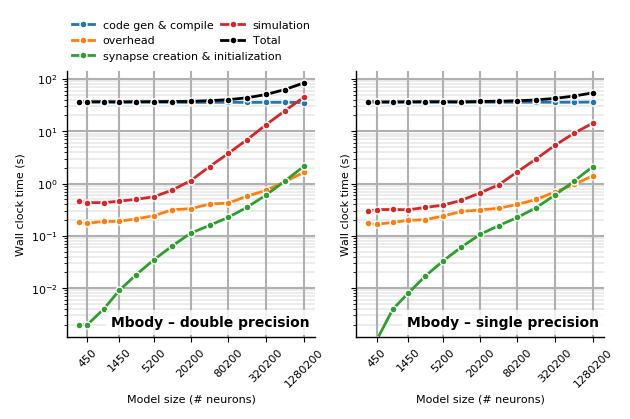 code gen & compile
simulation
overhead
Total
synapse creation & initialization
Wall clock time (s)
10²
10¹
10⁰
10⁻¹
10⁻²
Mbody – double precision
450
1450
5200
20200
80200
320200
1280200
Model size (# neurons)
Wall clock time (s)
Mbody – single precision
450
1450
5200
20200
80200
320200
1280200
Model size (# neurons)